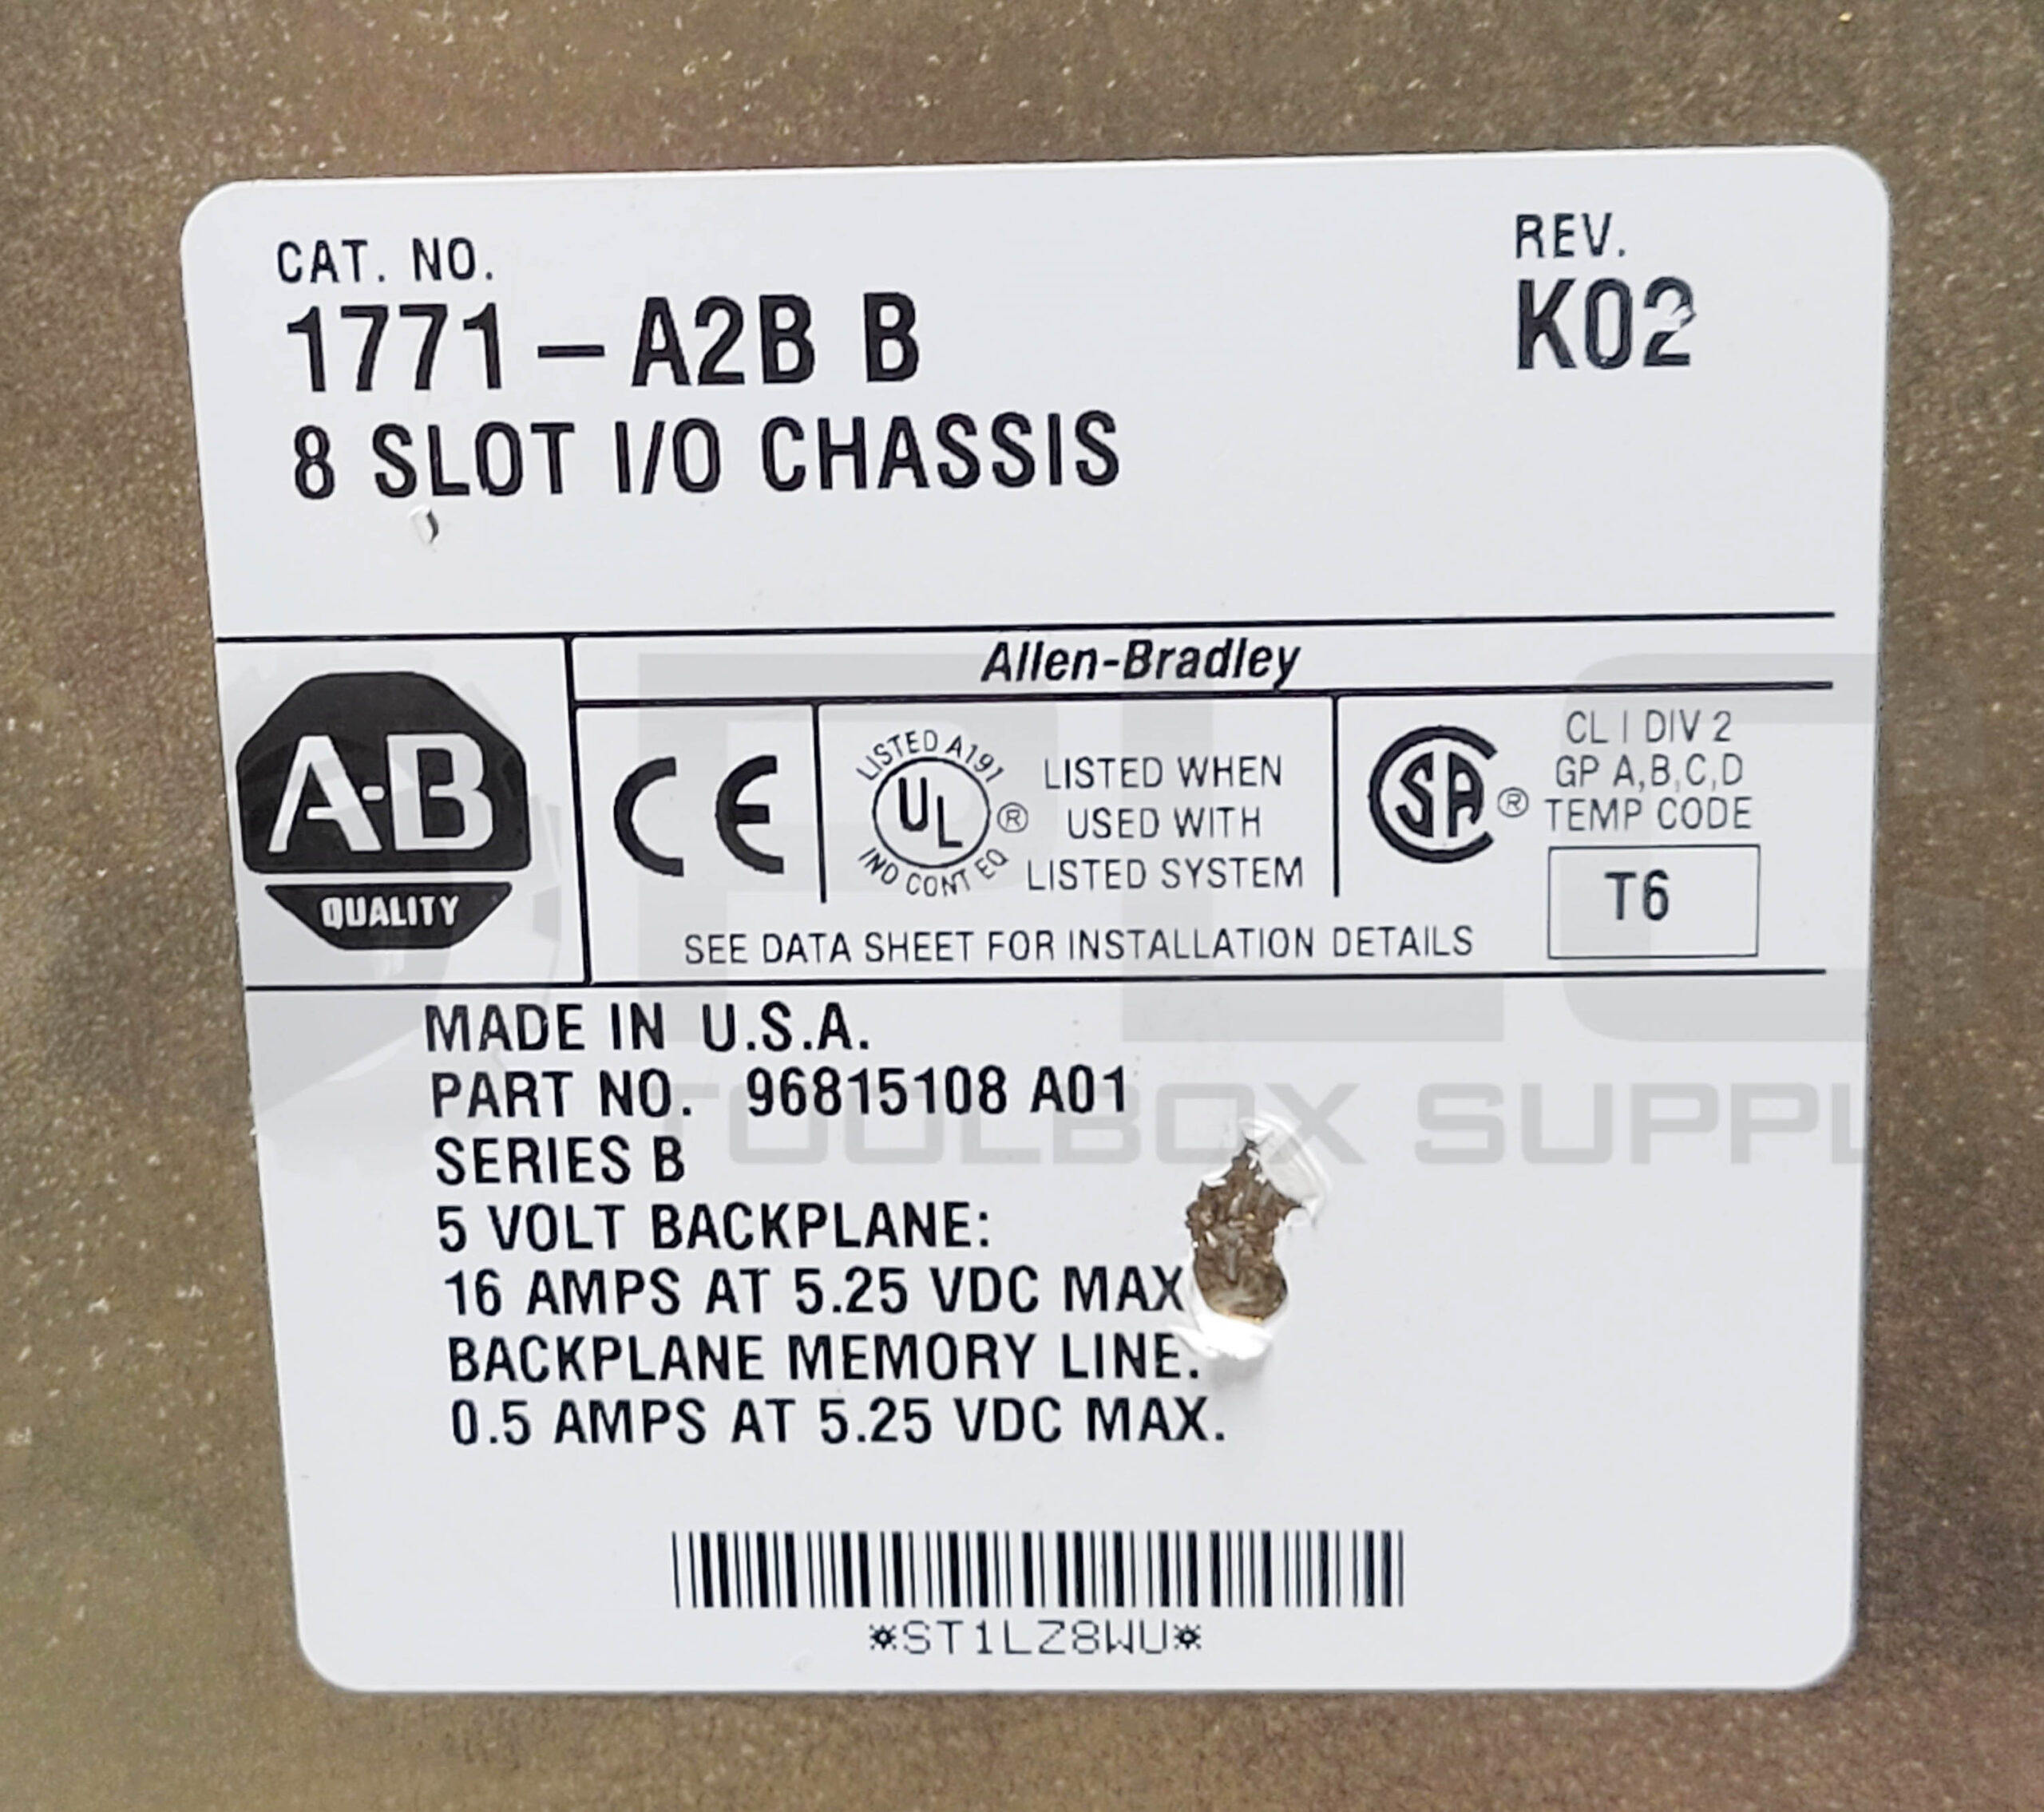 CAT. NO.
REV.
1771-A2B B
K02
8 SLOT I/O CHASSIS
Allen-Bradley
A-B
QUALITY
CE
LISTED A191
UL
®
IND CONT EQ
LISTED WHEN
USED WITH
LISTED SYSTEM
SA
®
CL I DIV 2
GP A,B,C,D
TEMP CODE
T6
SEE DATA SHEET FOR INSTALLATION DETAILS
MADE IN U.S.A.
PART NO. 96815108 A01
SERIES B
5 VOLT BACKPLANE:
16 AMPS AT 5.25 VDC MAX
BACKPLANE MEMORY LINE.
0.5 AMPS AT 5.25 VDC MAX.
*ST1LZ8WU*
PLC
TOOLBOX SUPPL